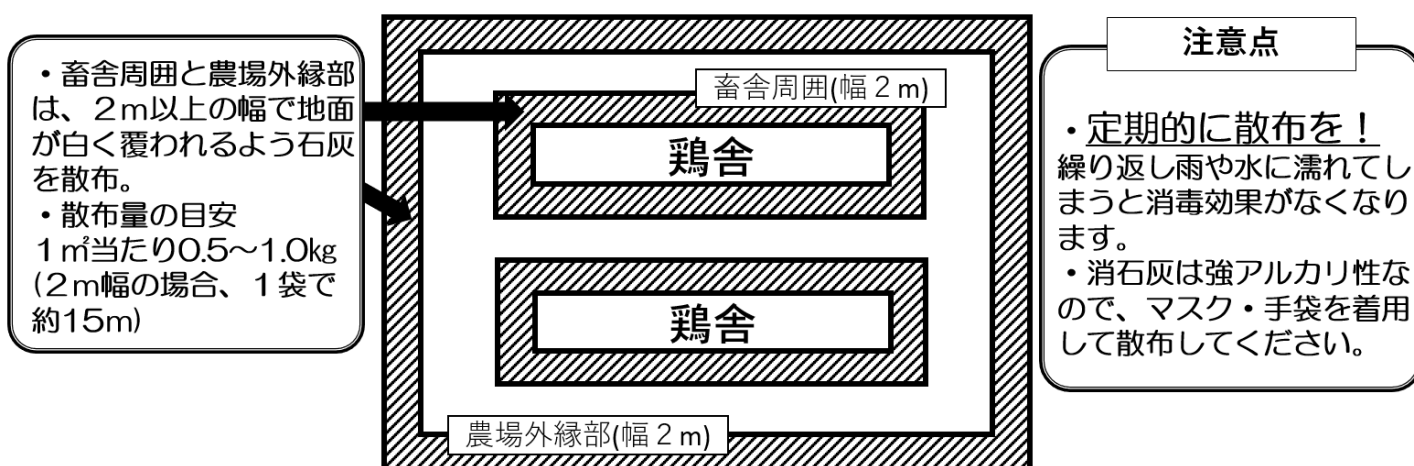 ・畜舎周囲と農場外縁部
は、２ｍ以上の幅で地面
が白く覆われるよう石灰
を散布。
・散布量の目安
１㎡当たり0.5～1.0kg
(２ｍ幅の場合、１袋で
約15m)
畜舎周囲(幅２ｍ)
鶏舎
鶏舎
農場外縁部(幅２ｍ)
注意点
・定期的に散布を！
繰り返し雨や水に濡れてし
まうと消毒効果がなくなり
ます。
・消石灰は強アルカリ性な
ので、マスク・手袋を着用
して散布してください。